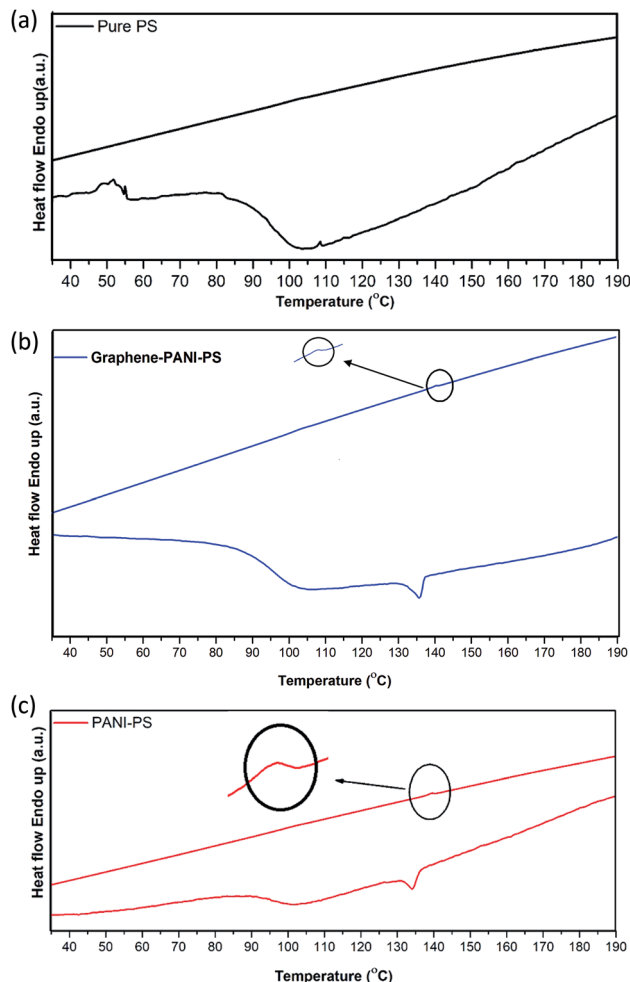 (a)
Pure PS
Heat flow Endo up(a.u.)
40 50 60 70 80 90 100 110 120 130 140 150 160 170 180 190
Temperature (°C)
(b)
Graphene-PANI-PS
Heat flow Endo up (a.u.)
40 50 60 70 80 90 100 110 120 130 140 150 160 170 180 190
Temperature (°C)
(c)
PANI-PS
Heat flow Endo up (a.u.)
40 50 60 70 80 90 100 110 120 130 140 150 160 170 180 190
Temperature (°C)